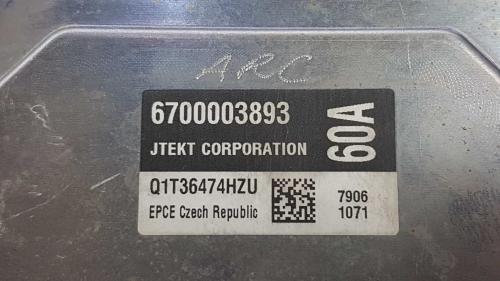 ARC
6700003893
JTEKT CORPORATION
60A
Q1T36474HZU
7906
EPCE Czech Republic
1071